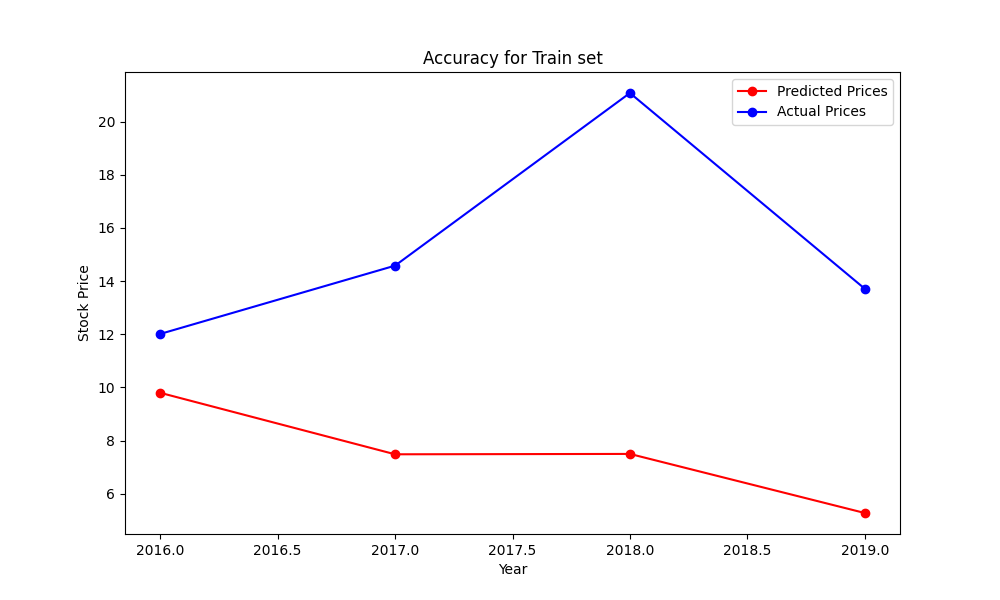 Accuracy for Train set
Predicted Prices
Actual Prices
20
18
16
14
12
10
8
6
Stock Price
2016.0 2016.5 2017.0 2017.5 2018.0 2018.5 2019.0
Year